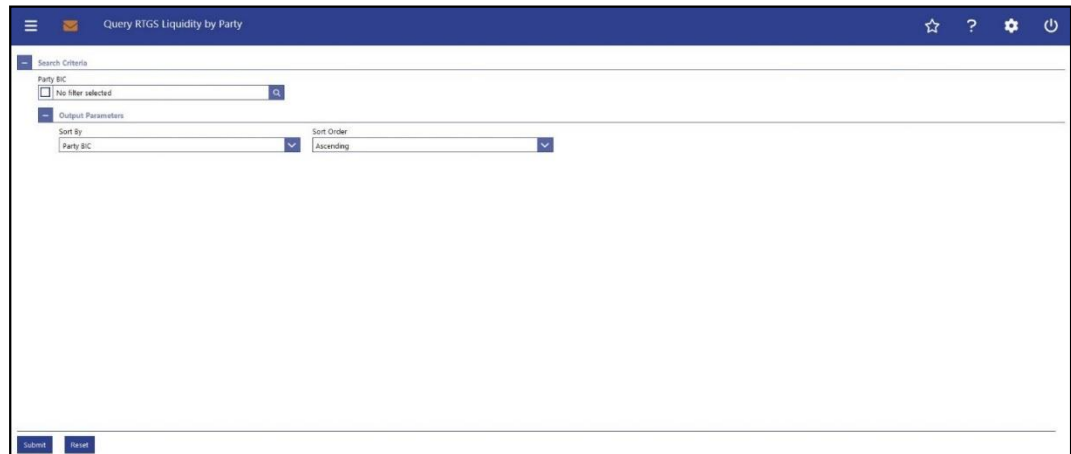 Query RTGS Liquidity by Party
?
Search Criteria
Party BIC
No filter selected
Output Parameters
Sort By
Sort Order
Party BIC
Ascending
Submit
Reset